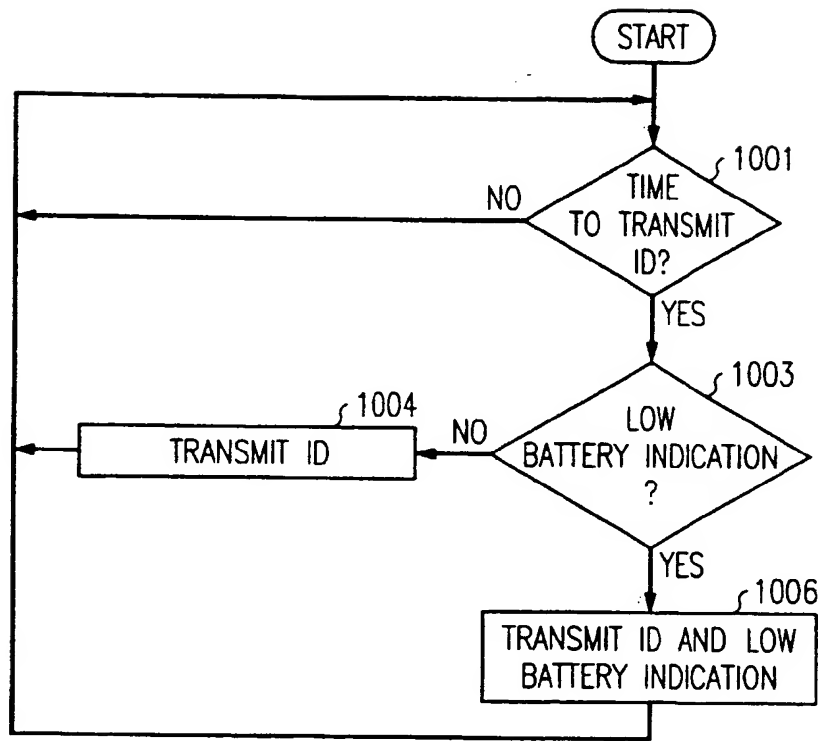 START
1001
TIME
TO TRANSMIT
ID?
NO
YES
1003
LOW
BATTERY INDICATION
?
NO
1004
TRANSMIT ID
YES
1006
TRANSMIT ID AND LOW
BATTERY INDICATION